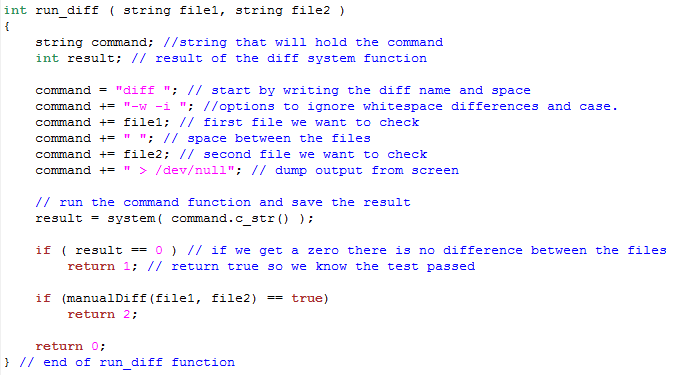 int run_diff ( string file1, string file2 )
{
    string command; //string that will hold the command
    int result; // result of the diff system function

    command = "diff "; // start by writing the diff name and space
    command += "-w -i "; //options to ignore whitespace differences and case.
    command += file1; // first file we want to check
    command += " "; // space between the files
    command += file2; // second file we want to check
    command += " > /dev/null"; // dump output from screen

    // run the command function and save the result
    result = system( command.c_str() );

    if ( result == 0 ) // if we get a zero there is no difference between the files
        return 1; // return true so we know the test passed

    if (manualDiff(file1, file2) == true)
        return 2;

    return 0;
} // end of run_diff function